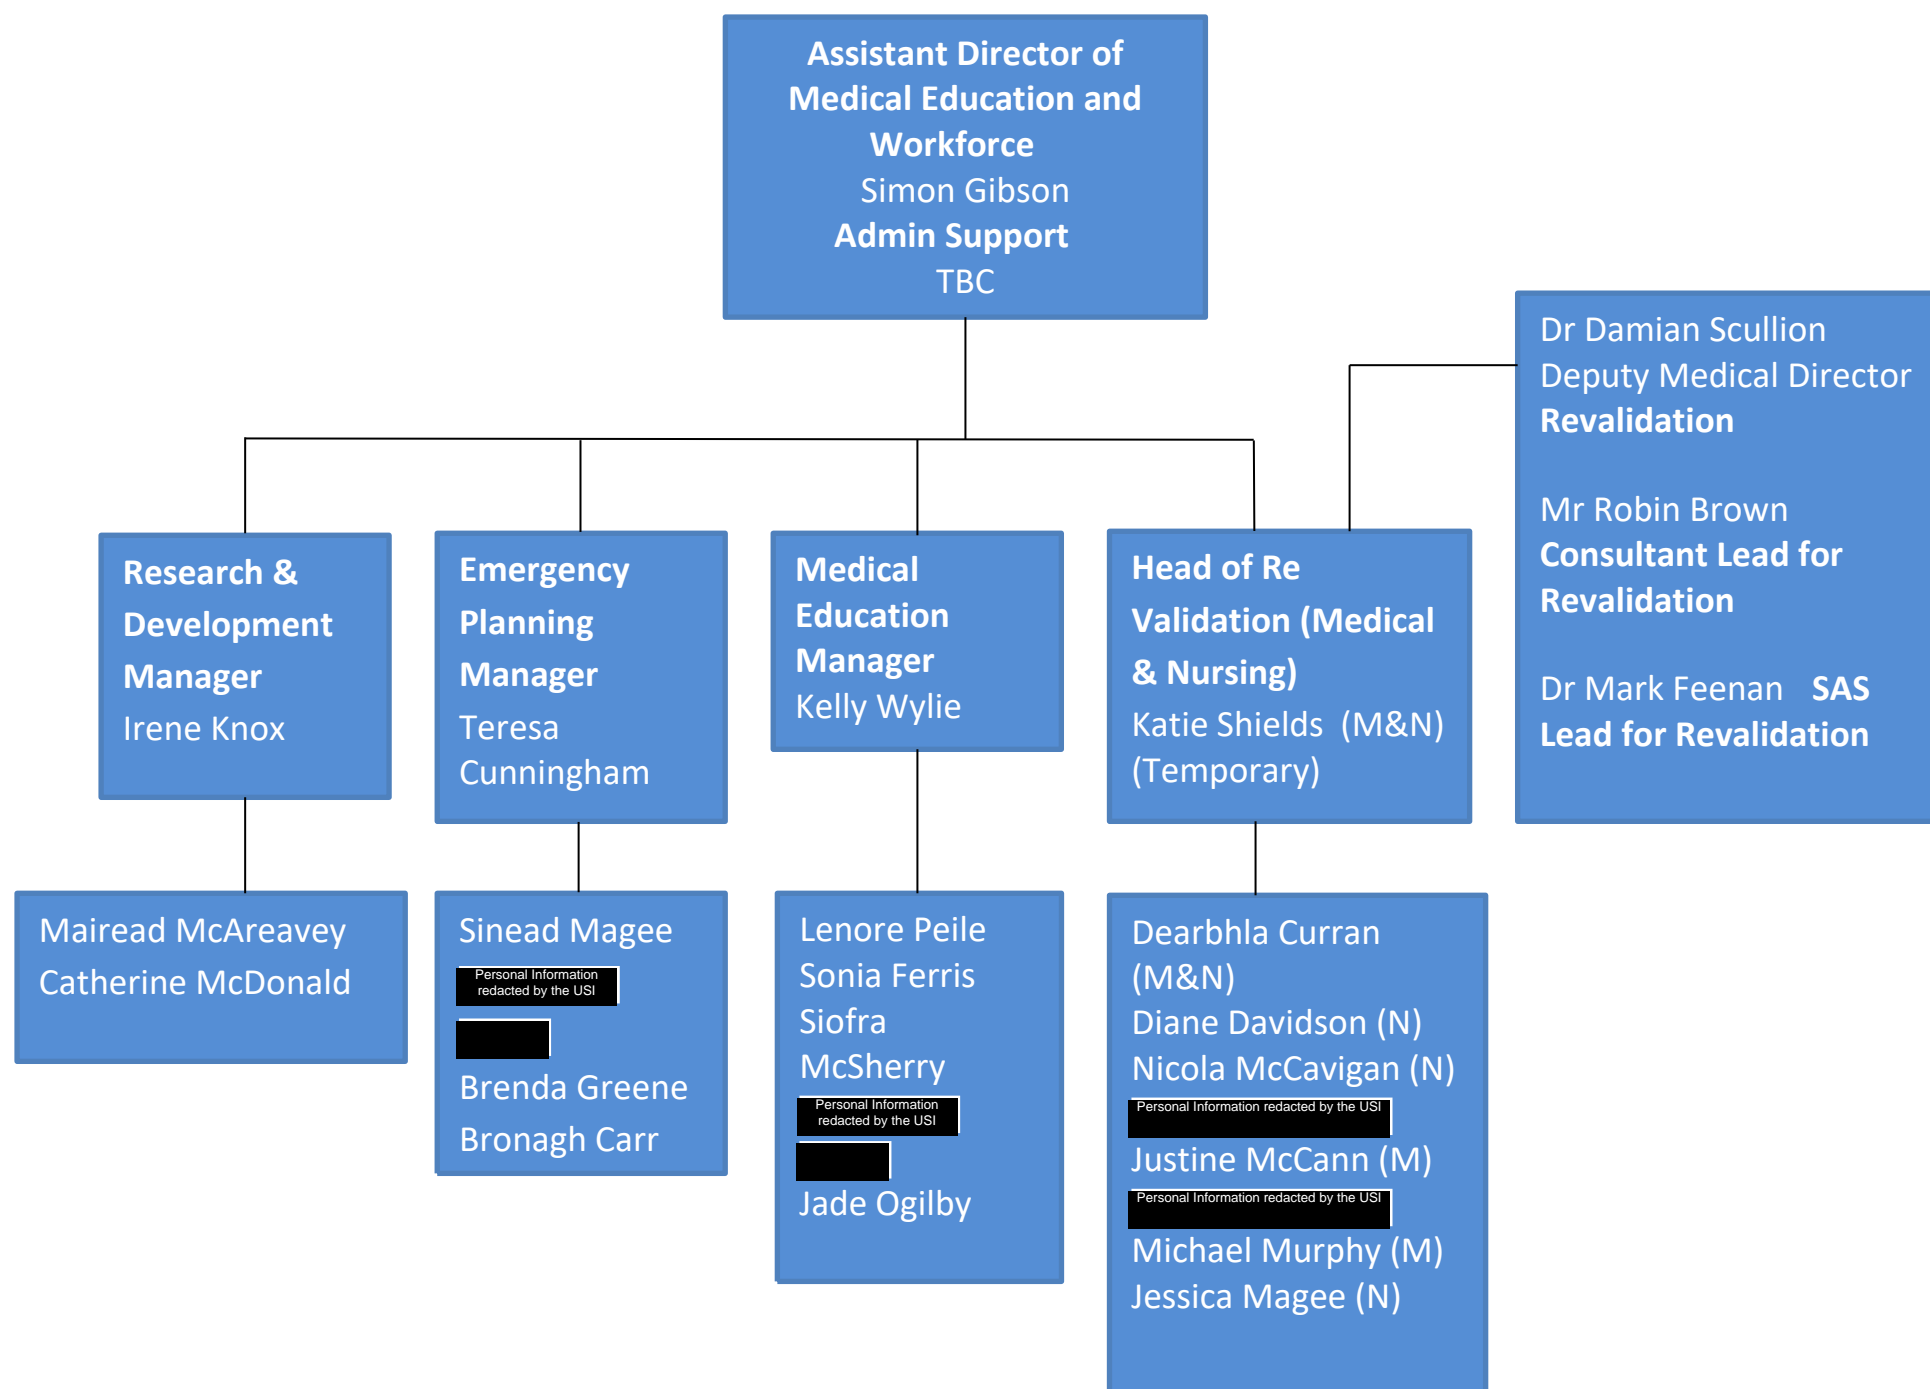 Assistant Director of
Medical Education and
Workforce
Simon Gibson
Admin Support
TBC
Dr Damian Scullion
Deputy Medical Director
Revalidation
Mr Robin Brown
Consultant Lead for
Revalidation
Dr Mark Feenan SAS
Lead for Revalidation
Research &
Development
Manager
Irene Knox
Emergency
Planning
Manager
Teresa
Cunningham
Medical
Education
Manager
Kelly Wylie
Head of Re
Validation (Medical
& Nursing)
Katie Shields (M&N)
(Temporary)
Mairead McAreavey
Catherine McDonald
Sinead Magee
Personal Information
redacted by the USI
Brenda Greene
Bronagh Carr
Lenore Peile
Sonia Ferris
Siofra
McSherry
Personal Information
redacted by the USI
Jade Ogilby
Dearbhla Curran
(M&N)
Diane Davidson (N)
Nicola McCavigan (N)
Personal Information redacted by the USI
Justine McCann (M)
Personal Information redacted by the USI
Michael Murphy (M)
Jessica Magee (N)